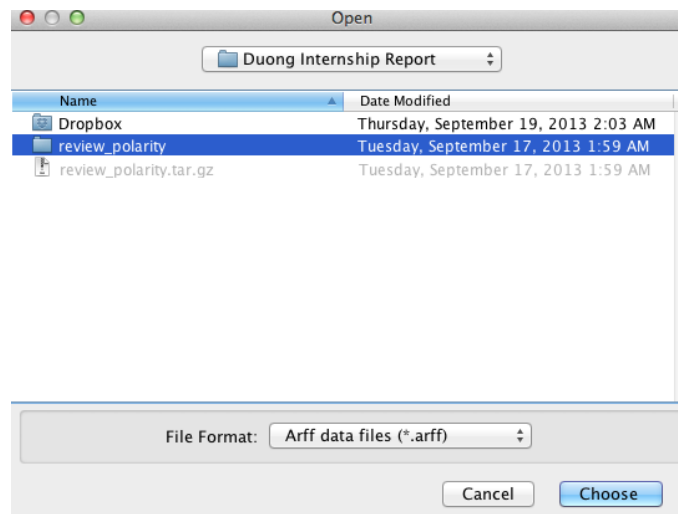 Open
Duong Internship Report
Name Date Modified
Dropbox Thursday, September 19, 2013 2:03 AM
review_polarity Tuesday, September 17, 2013 1:59 AM
review_polarity.tar.gz Tuesday, September 17, 2013 1:59 AM
File Format: Arff data files (*.arff)
Cancel Choose